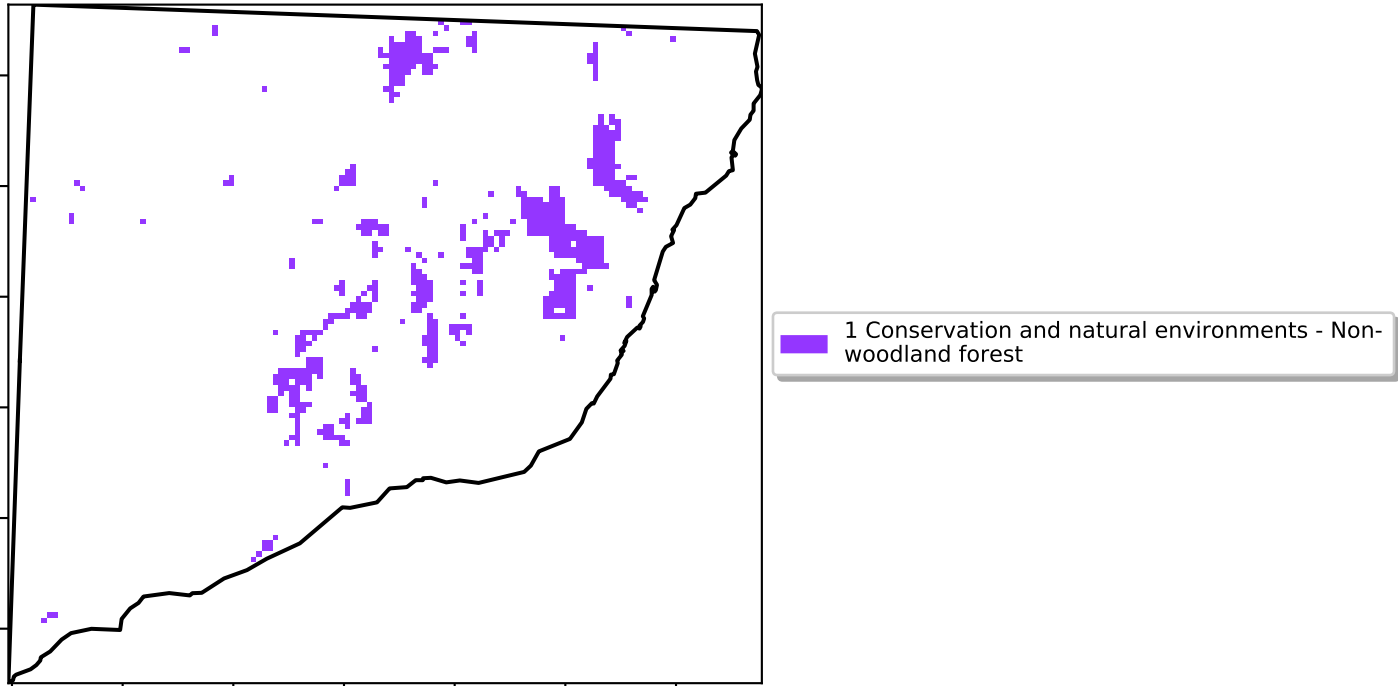 1 Conservation and natural environments - Non-
woodland forest